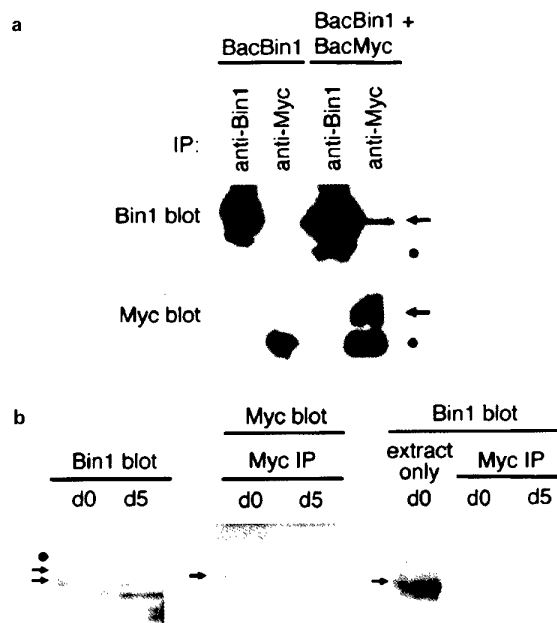 a
BacBin1 +
BacBin1 BacMyc
IP: anti-Bin1 anti-Myc anti-Bin1 anti-Myc
Bin1 blot
Myc blot
b
Myc blot Bin1 blot
Bin1 blot Myc IP extract only Myc IP
d0 d5 d0 d5 d0 d0 d5